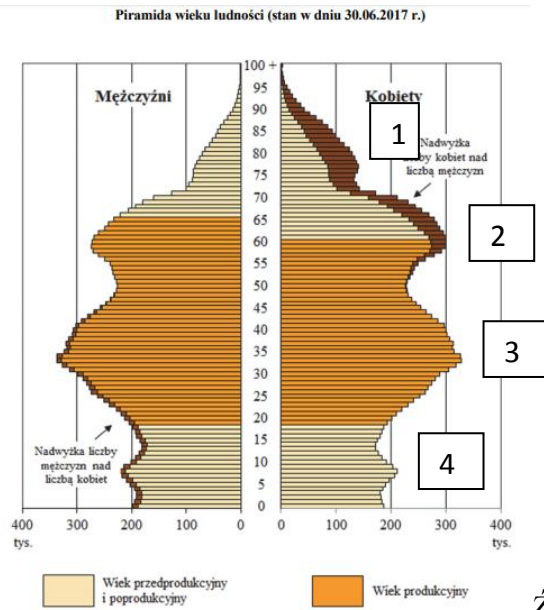 Piramida wieku ludności (stan w dniu 30.06.2017 r.)
Mężczyźni
100 +
Kobiety
95
90
85
80
75
70
65
60
55
50
45
40
35
30
25
20
15
10
5
0
1
Nadwyżka
liczby kobiet nad
liczbą mężczyzn
2
3
4
Nadwyżka liczby
mężczyzn nad
liczbą kobiet
400 300 200 100 0
tys.
0 100 200 300 400
tys.
Wiek przedprodukcyjny
i poprodukcyjny
Wiek produkcyjny